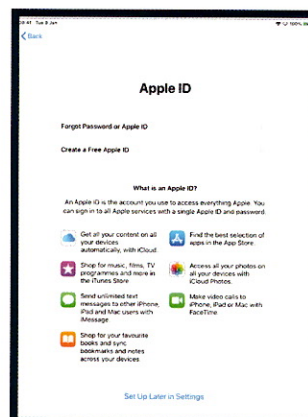 09:41 Tue 9 Jan
100%
Back
Apple ID
Forgot Password or Apple ID
Create a Free Apple ID
What is an Apple ID?
An Apple ID is the account you use to access everything Apple. You
can sign in to all Apple services with a single Apple ID and password.
Get all your content on all
your devices
automatically, with iCloud.
Find the best selection of
apps in the App Store.
Shop for music, films, TV
programmes and more in
the iTunes Store
Access all your photos on
all your devices with
iCloud Photos.
Send unlimited text
messages to other iPhone,
iPad and Mac users with
iMessage.
Make video calls to
iPhone, iPad or Mac with
FaceTime.
Shop for your favourite
books and sync
bookmarks and notes
across your devices.
Set Up Later in Settings